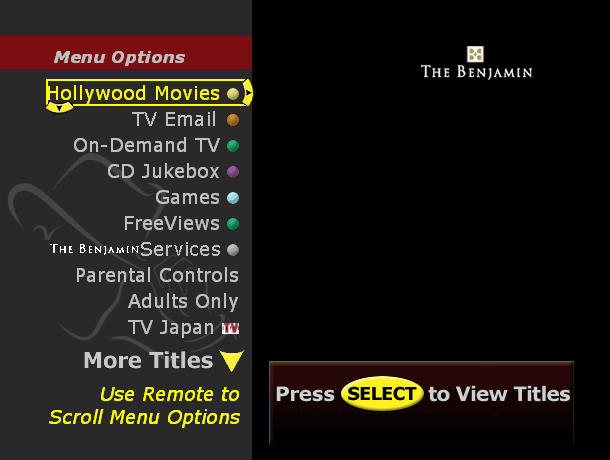 Menu Options
Hollywood Movies
TV Email
On-Demand TV
CD Jukebox
Games
FreeViews
THE BENJAMIN Services
Parental Controls
Adults Only
TV Japan TV
More Titles
Use Remote to
Scroll Menu Options
THE BENJAMIN
Press SELECT to View Titles